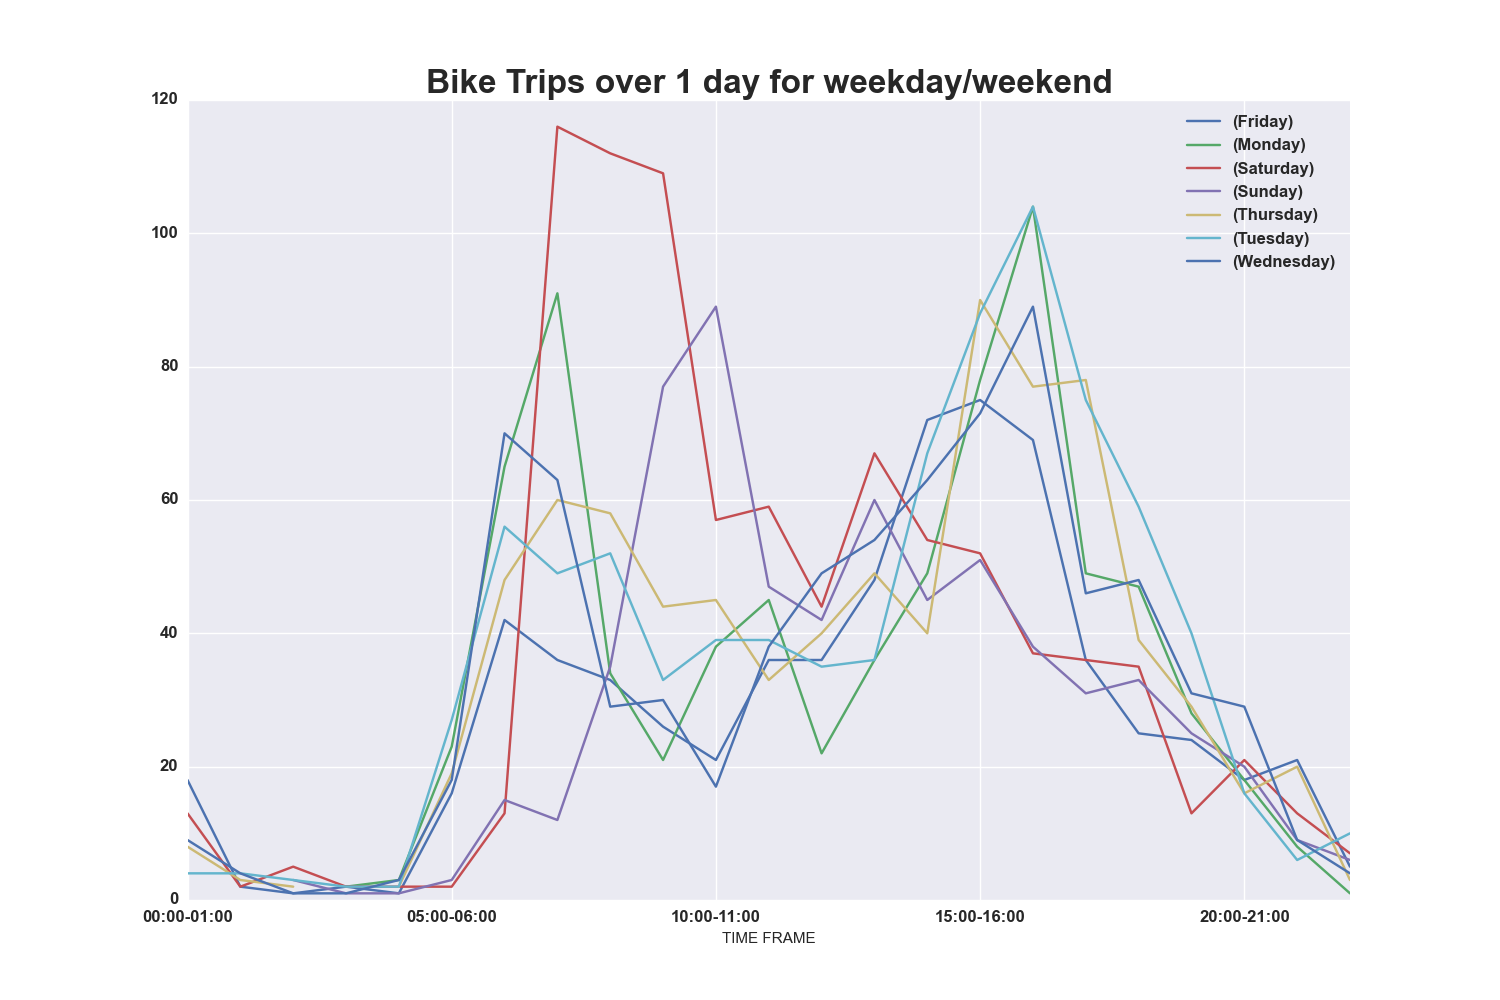 Bike Trips over 1 day for weekday/weekend
120
100
80
60
40
20
0
(Friday)
(Monday)
(Saturday)
(Sunday)
(Thursday)
(Tuesday)
(Wednesday)
00:00-01:00 05:00-06:00 10:00-11:00 15:00-16:00 20:00-21:00
TIME FRAME